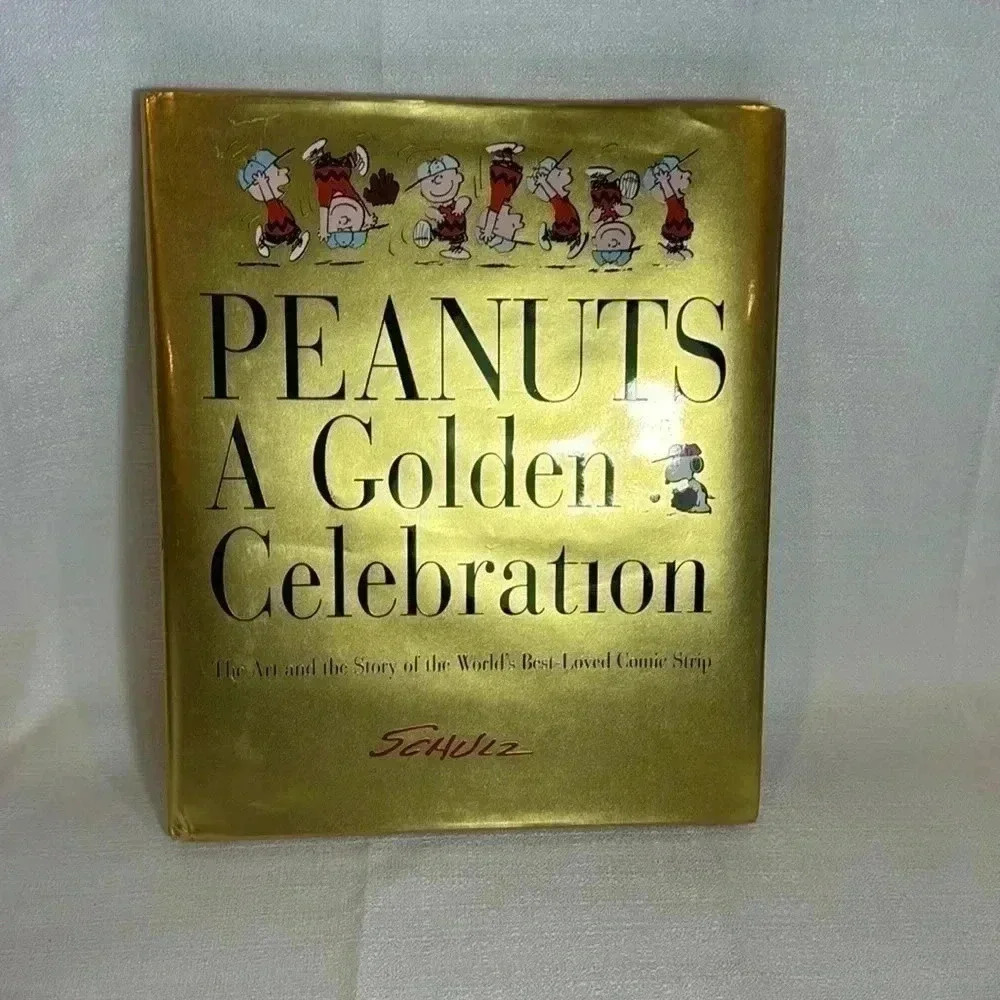 PEANUTS
A Golden
Celebration
The Art and the Story of the World's Best-Loved Comic Strip
SCHULZ